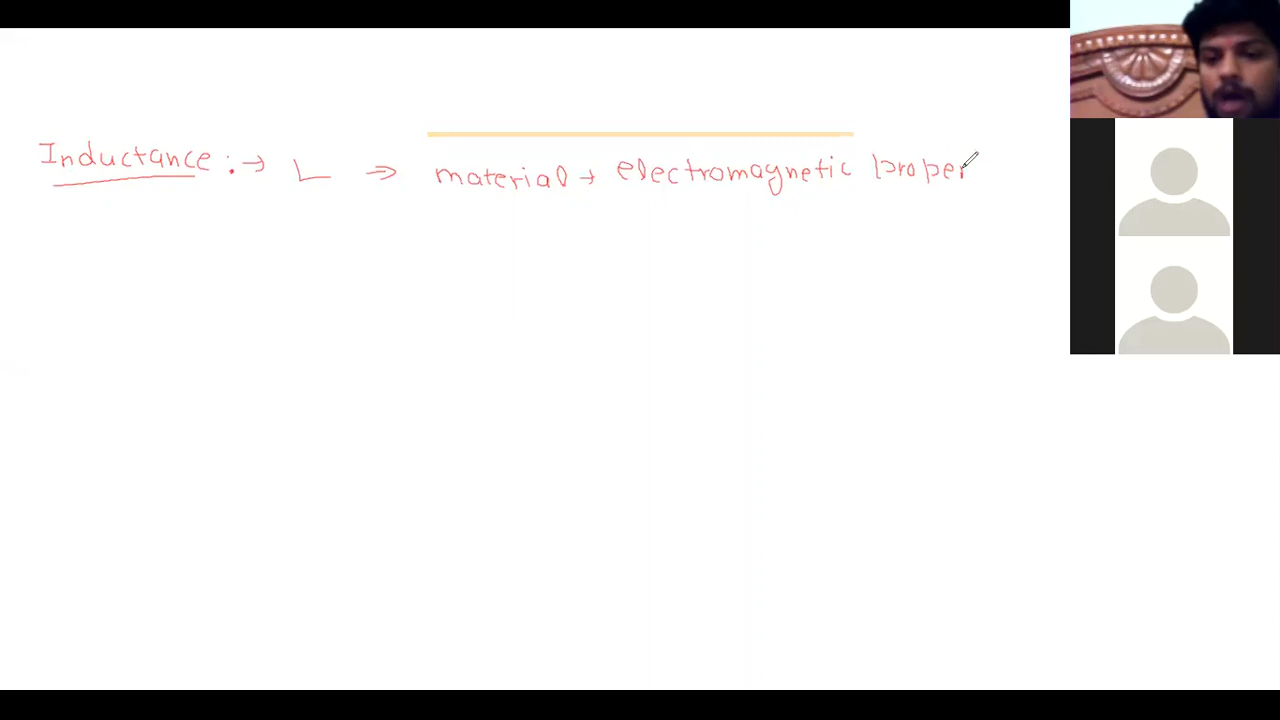 Inductance :→ L ⇒ material → electromagnetic proper